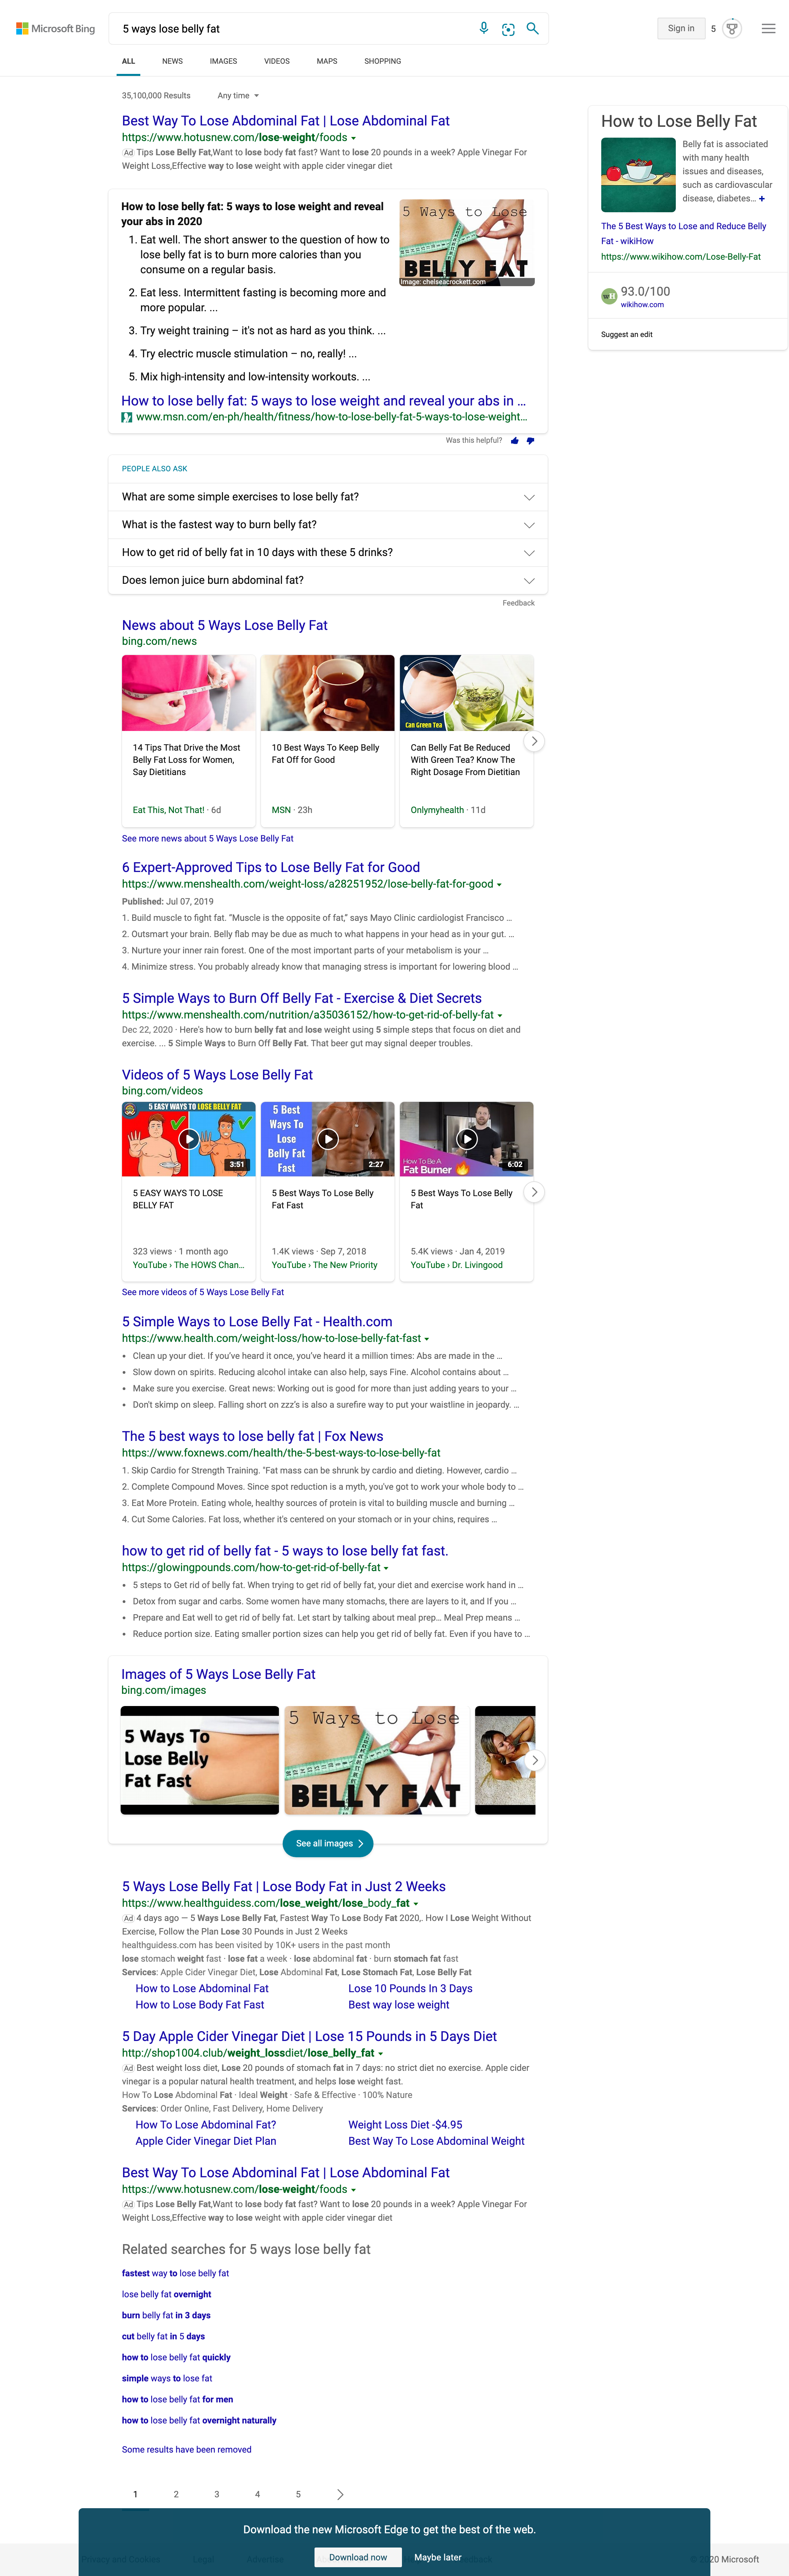 Microsoft Bing
5 ways lose belly fat
Sign in
5
ALL
NEWS
IMAGES
VIDEOS
MAPS
SHOPPING
35,100,000 Results
Any time
Best Way To Lose Abdominal Fat | Lose Abdominal Fat
https://www.hotusnew.com/lose-weight/foods
Ad Tips Lose Belly Fat,Want to lose body fat fast? Want to lose 20 pounds in a week? Apple Vinegar For
Weight Loss,Effective way to lose weight with apple cider vinegar diet
How to lose belly fat: 5 ways to lose weight and reveal
your abs in 2020
1. Eat well. The short answer to the question of how to
lose belly fat is to burn more calories than you
consume on a regular basis.
2. Eat less. Intermittent fasting is becoming more and
more popular. ...
3. Try weight training – it's not as hard as you think. ...
4. Try electric muscle stimulation – no, really! ...
5. Mix high-intensity and low-intensity workouts. ...
5 Ways to Lose
BELLY FAT
Image: chelseacrockett.com
How to lose belly fat: 5 ways to lose weight and reveal your abs in ...
www.msn.com/en-ph/health/fitness/how-to-lose-belly-fat-5-ways-to-lose-weight...
Was this helpful?
PEOPLE ALSO ASK
What are some simple exercises to lose belly fat?
What is the fastest way to burn belly fat?
How to get rid of belly fat in 10 days with these 5 drinks?
Does lemon juice burn abdominal fat?
Feedback
How to Lose Belly Fat
Belly fat is associated
with many health
issues and diseases,
such as cardiovascular
disease, diabetes... +
The 5 Best Ways to Lose and Reduce Belly
Fat - wikiHow
https://www.wikihow.com/Lose-Belly-Fat
wH
93.0/100
wikihow.com
Suggest an edit
News about 5 Ways Lose Belly Fat
bing.com/news
14 Tips That Drive the Most
Belly Fat Loss for Women,
Say Dietitians
Eat This, Not That! · 6d
10 Best Ways To Keep Belly
Fat Off for Good
MSN · 23h
Can Green Tea
Can Belly Fat Be Reduced
With Green Tea? Know The
Right Dosage From Dietitian
Onlymyhealth · 11d
See more news about 5 Ways Lose Belly Fat
6 Expert-Approved Tips to Lose Belly Fat for Good
https://www.menshealth.com/weight-loss/a28251952/lose-belly-fat-for-good
Published: Jul 07, 2019
1. Build muscle to fight fat. “Muscle is the opposite of fat,” says Mayo Clinic cardiologist Francisco ...
2. Outsmart your brain. Belly flab may be due as much to what happens in your head as in your gut. ...
3. Nurture your inner rain forest. One of the most important parts of your metabolism is your ...
4. Minimize stress. You probably already know that managing stress is important for lowering blood ...
5 Simple Ways to Burn Off Belly Fat - Exercise & Diet Secrets
https://www.menshealth.com/nutrition/a35036152/how-to-get-rid-of-belly-fat
Dec 22, 2020 · Here's how to burn belly fat and lose weight using 5 simple steps that focus on diet and
exercise. ... 5 Simple Ways to Burn Off Belly Fat. That beer gut may signal deeper troubles.
Videos of 5 Ways Lose Belly Fat
bing.com/videos
5 EASY WAYS TO LOSE BELLY FAT
3:51
5 EASY WAYS TO LOSE
BELLY FAT
323 views · 1 month ago
YouTube › The HOWS Chan...
5 Best
Ways To
Lose
Belly Fat
Fast
2:27
5 Best Ways To Lose Belly
Fat Fast
1.4K views · Sep 7, 2018
YouTube › The New Priority
How To Be A
Fat Burner
6:02
5 Best Ways To Lose Belly
Fat
5.4K views · Jan 4, 2019
YouTube › Dr. Livingood
See more videos of 5 Ways Lose Belly Fat
5 Simple Ways to Lose Belly Fat - Health.com
https://www.health.com/weight-loss/how-to-lose-belly-fat-fast
• Clean up your diet. If you’ve heard it once, you’ve heard it a million times: Abs are made in the ...
• Slow down on spirits. Reducing alcohol intake can also help, says Fine. Alcohol contains about ...
• Make sure you exercise. Great news: Working out is good for more than just adding years to your ...
• Don't skimp on sleep. Falling short on zzz’s is also a surefire way to put your waistline in jeopardy. ...
The 5 best ways to lose belly fat | Fox News
https://www.foxnews.com/health/the-5-best-ways-to-lose-belly-fat
1. Skip Cardio for Strength Training. "Fat mass can be shrunk by cardio and dieting. However, cardio ...
2. Complete Compound Moves. Since spot reduction is a myth, you've got to work your whole body to ...
3. Eat More Protein. Eating whole, healthy sources of protein is vital to building muscle and burning ...
4. Cut Some Calories. Fat loss, whether it's centered on your stomach or in your chins, requires ...
how to get rid of belly fat - 5 ways to lose belly fat fast.
https://glowingpounds.com/how-to-get-rid-of-belly-fat
• 5 steps to Get rid of belly fat. When trying to get rid of belly fat, your diet and exercise work hand in ...
• Detox from sugar and carbs. Some women have many stomachs, there are layers to it, and If you ...
• Prepare and Eat well to get rid of belly fat. Let start by talking about meal prep... Meal Prep means ...
• Reduce portion size. Eating smaller portion sizes can help you get rid of belly fat. Even if you have to ...
Images of 5 Ways Lose Belly Fat
bing.com/images
5 Ways To
Lose Belly
Fat Fast
5 Ways to Lose
BELLY FAT
See all images
5 Ways Lose Belly Fat | Lose Body Fat in Just 2 Weeks
https://www.healthguidess.com/lose_weight/lose_body_fat
Ad 4 days ago — 5 Ways Lose Belly Fat, Fastest Way To Lose Body Fat 2020,. How I Lose Weight Without
Exercise, Follow the Plan Lose 30 Pounds in Just 2 Weeks
healthguidess.com has been visited by 10K+ users in the past month
lose stomach weight fast · lose fat a week · lose abdominal fat · burn stomach fat fast
Services: Apple Cider Vinegar Diet, Lose Abdominal Fat, Lose Stomach Fat, Lose Belly Fat
How to Lose Abdominal Fat
Lose 10 Pounds In 3 Days
How to Lose Body Fat Fast
Best way lose weight
5 Day Apple Cider Vinegar Diet | Lose 15 Pounds in 5 Days Diet
http://shop1004.club/weight_lossdiet/lose_belly_fat
Ad Best weight loss diet, Lose 20 pounds of stomach fat in 7 days: no strict diet no exercise. Apple cider
vinegar is a popular natural health treatment, and helps lose weight fast.
How To Lose Abdominal Fat · Ideal Weight · Safe & Effective · 100% Nature
Services: Order Online, Fast Delivery, Home Delivery
How To Lose Abdominal Fat?
Weight Loss Diet -$4.95
Apple Cider Vinegar Diet Plan
Best Way To Lose Abdominal Weight
Best Way To Lose Abdominal Fat | Lose Abdominal Fat
https://www.hotusnew.com/lose-weight/foods
Ad Tips Lose Belly Fat,Want to lose body fat fast? Want to lose 20 pounds in a week? Apple Vinegar For
Weight Loss,Effective way to lose weight with apple cider vinegar diet
Related searches for 5 ways lose belly fat
fastest way to lose belly fat
lose belly fat overnight
burn belly fat in 3 days
cut belly fat in 5 days
how to lose belly fat quickly
simple ways to lose fat
how to lose belly fat for men
how to lose belly fat overnight naturally
Some results have been removed
1
2
3
4
5
Download the new Microsoft Edge to get the best of the web.
Download now
Maybe later
20 Microsoft